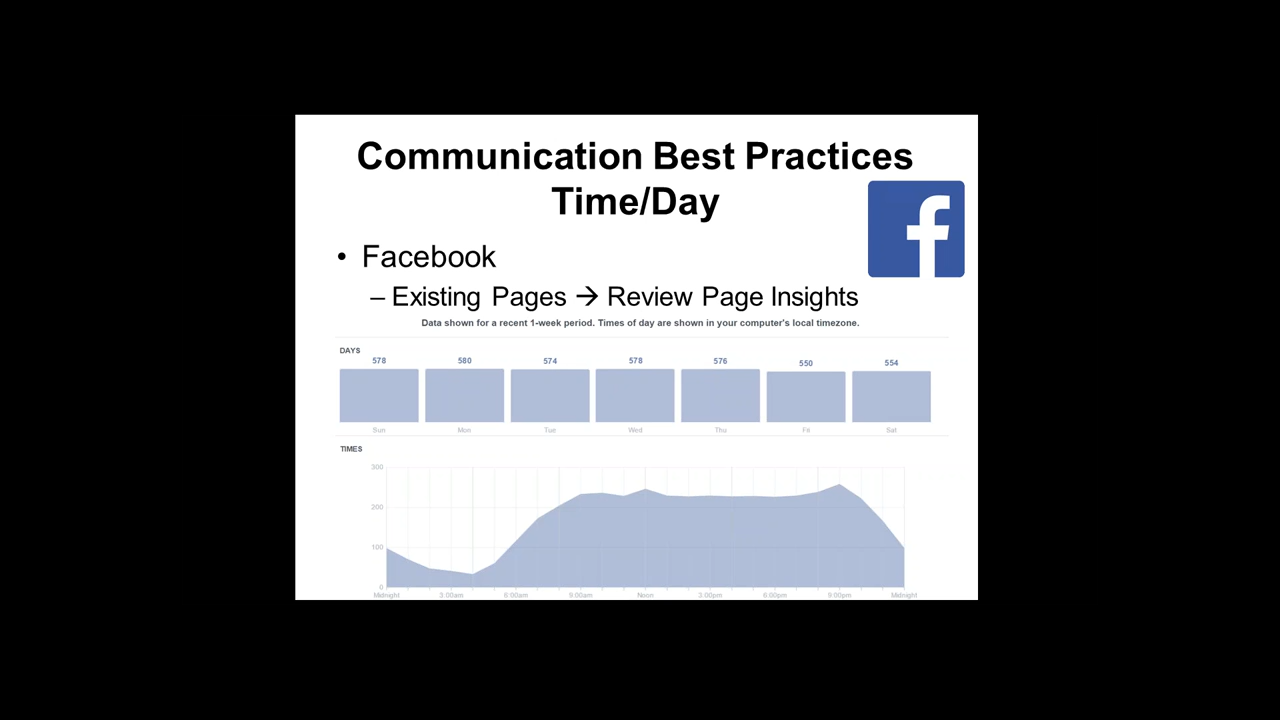 Communication Best Practices
Time/Day
• Facebook
– Existing Pages → Review Page Insights
Data shown for a recent 1-week period. Times of day are shown in your computer's local timezone.
DAYS
578 580 574 578 576 550 554
Sun Mon Tue Wed Thu Fri Sat
TIMES
300
200
100
0
Midnight 3:00am 6:00am 9:00am Noon 3:00pm 6:00pm 9:00pm Midnight